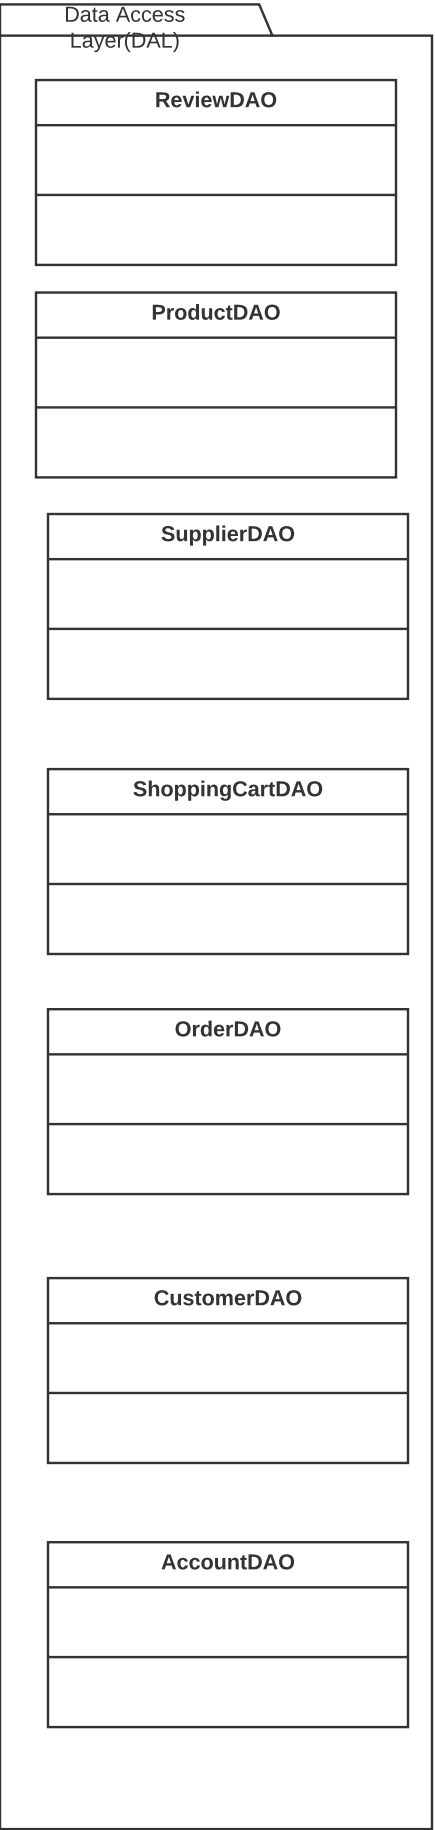 Data Access
Layer(DAL)
ReviewDAO
ProductDAO
SupplierDAO
ShoppingCartDAO
OrderDAO
CustomerDAO
AccountDAO